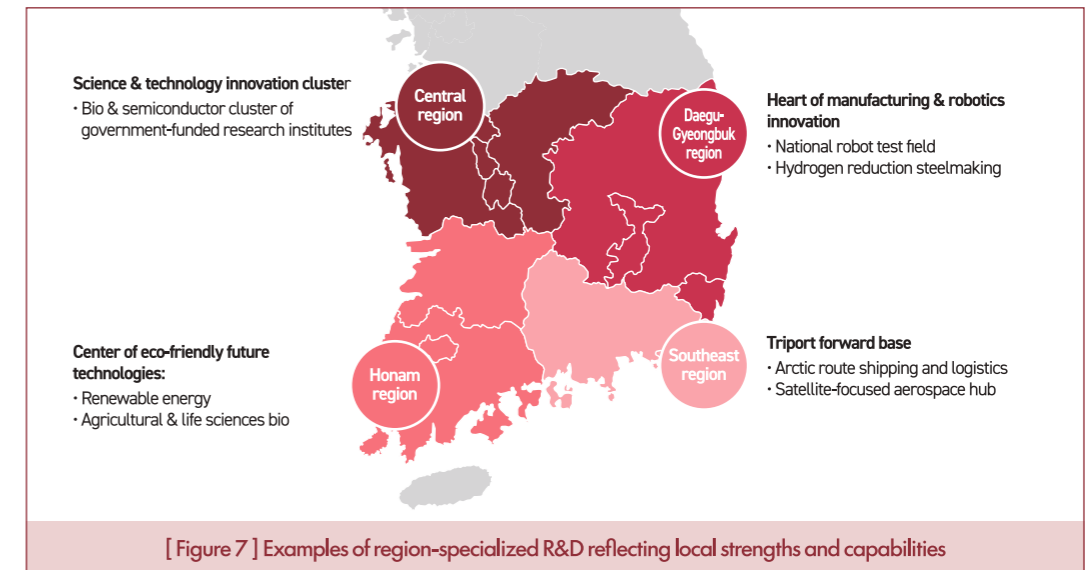 Science & technology innovation cluster
· Bio & semiconductor cluster of
government-funded research institutes
Central
region
Daegu-
Gyeongbuk
region
Heart of manufacturing & robotics
innovation
· National robot test field
· Hydrogen reduction steelmaking
Center of eco-friendly future
technologies:
· Renewable energy
· Agricultural & life sciences bio
Honam
region
Southeast
region
Triport forward base
· Arctic route shipping and logistics
· Satellite-focused aerospace hub
[ Figure 7 ] Examples of region-specialized R&D reflecting local strengths and capabilities